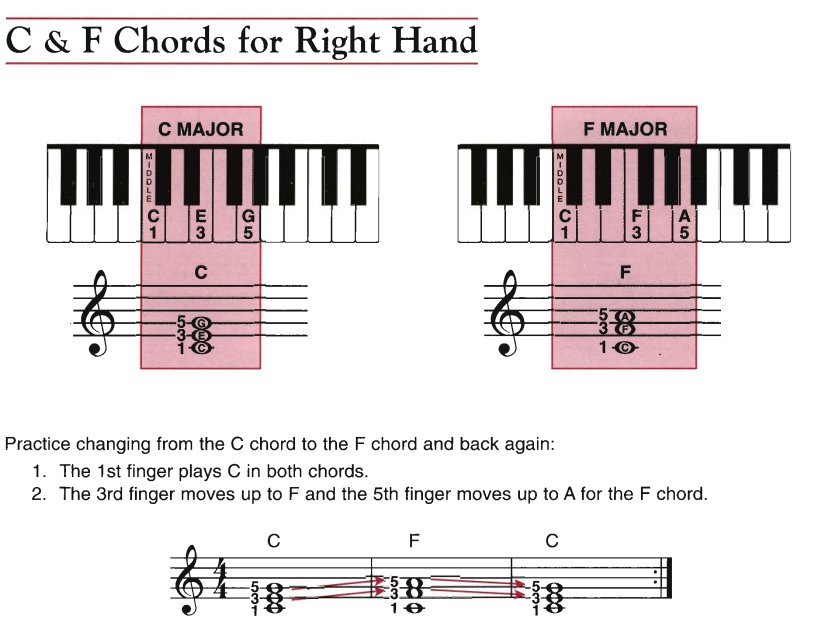 C & F Chords for Right Hand
C MAJOR
MIDDLE
C E G
1 3 5
C
5 G
3 E
1 C
F MAJOR
MIDDLE
C F A
1 3 5
F
5 A
3 F
1 C
Practice changing from the C chord to the F chord and back again:
1. The 1st finger plays C in both chords.
2. The 3rd finger moves up to F and the 5th finger moves up to A for the F chord.
C F C
4
4
5 5 5
3 3 3
1 1 1